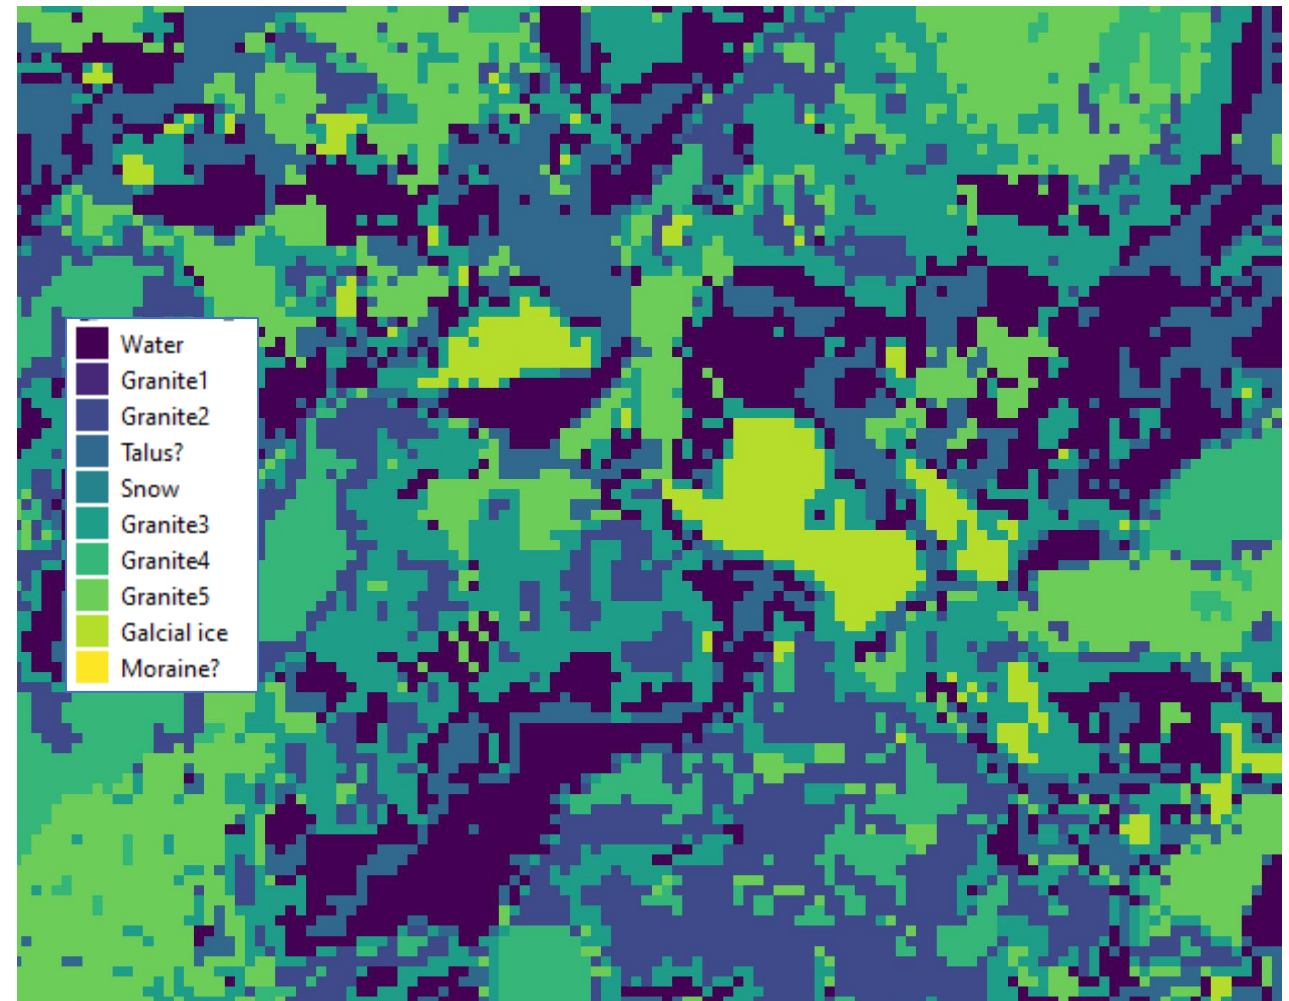 Water
Granite1
Granite2
Talus?
Snow
Granite3
Granite4
Granite5
Galcial ice
Moraine?